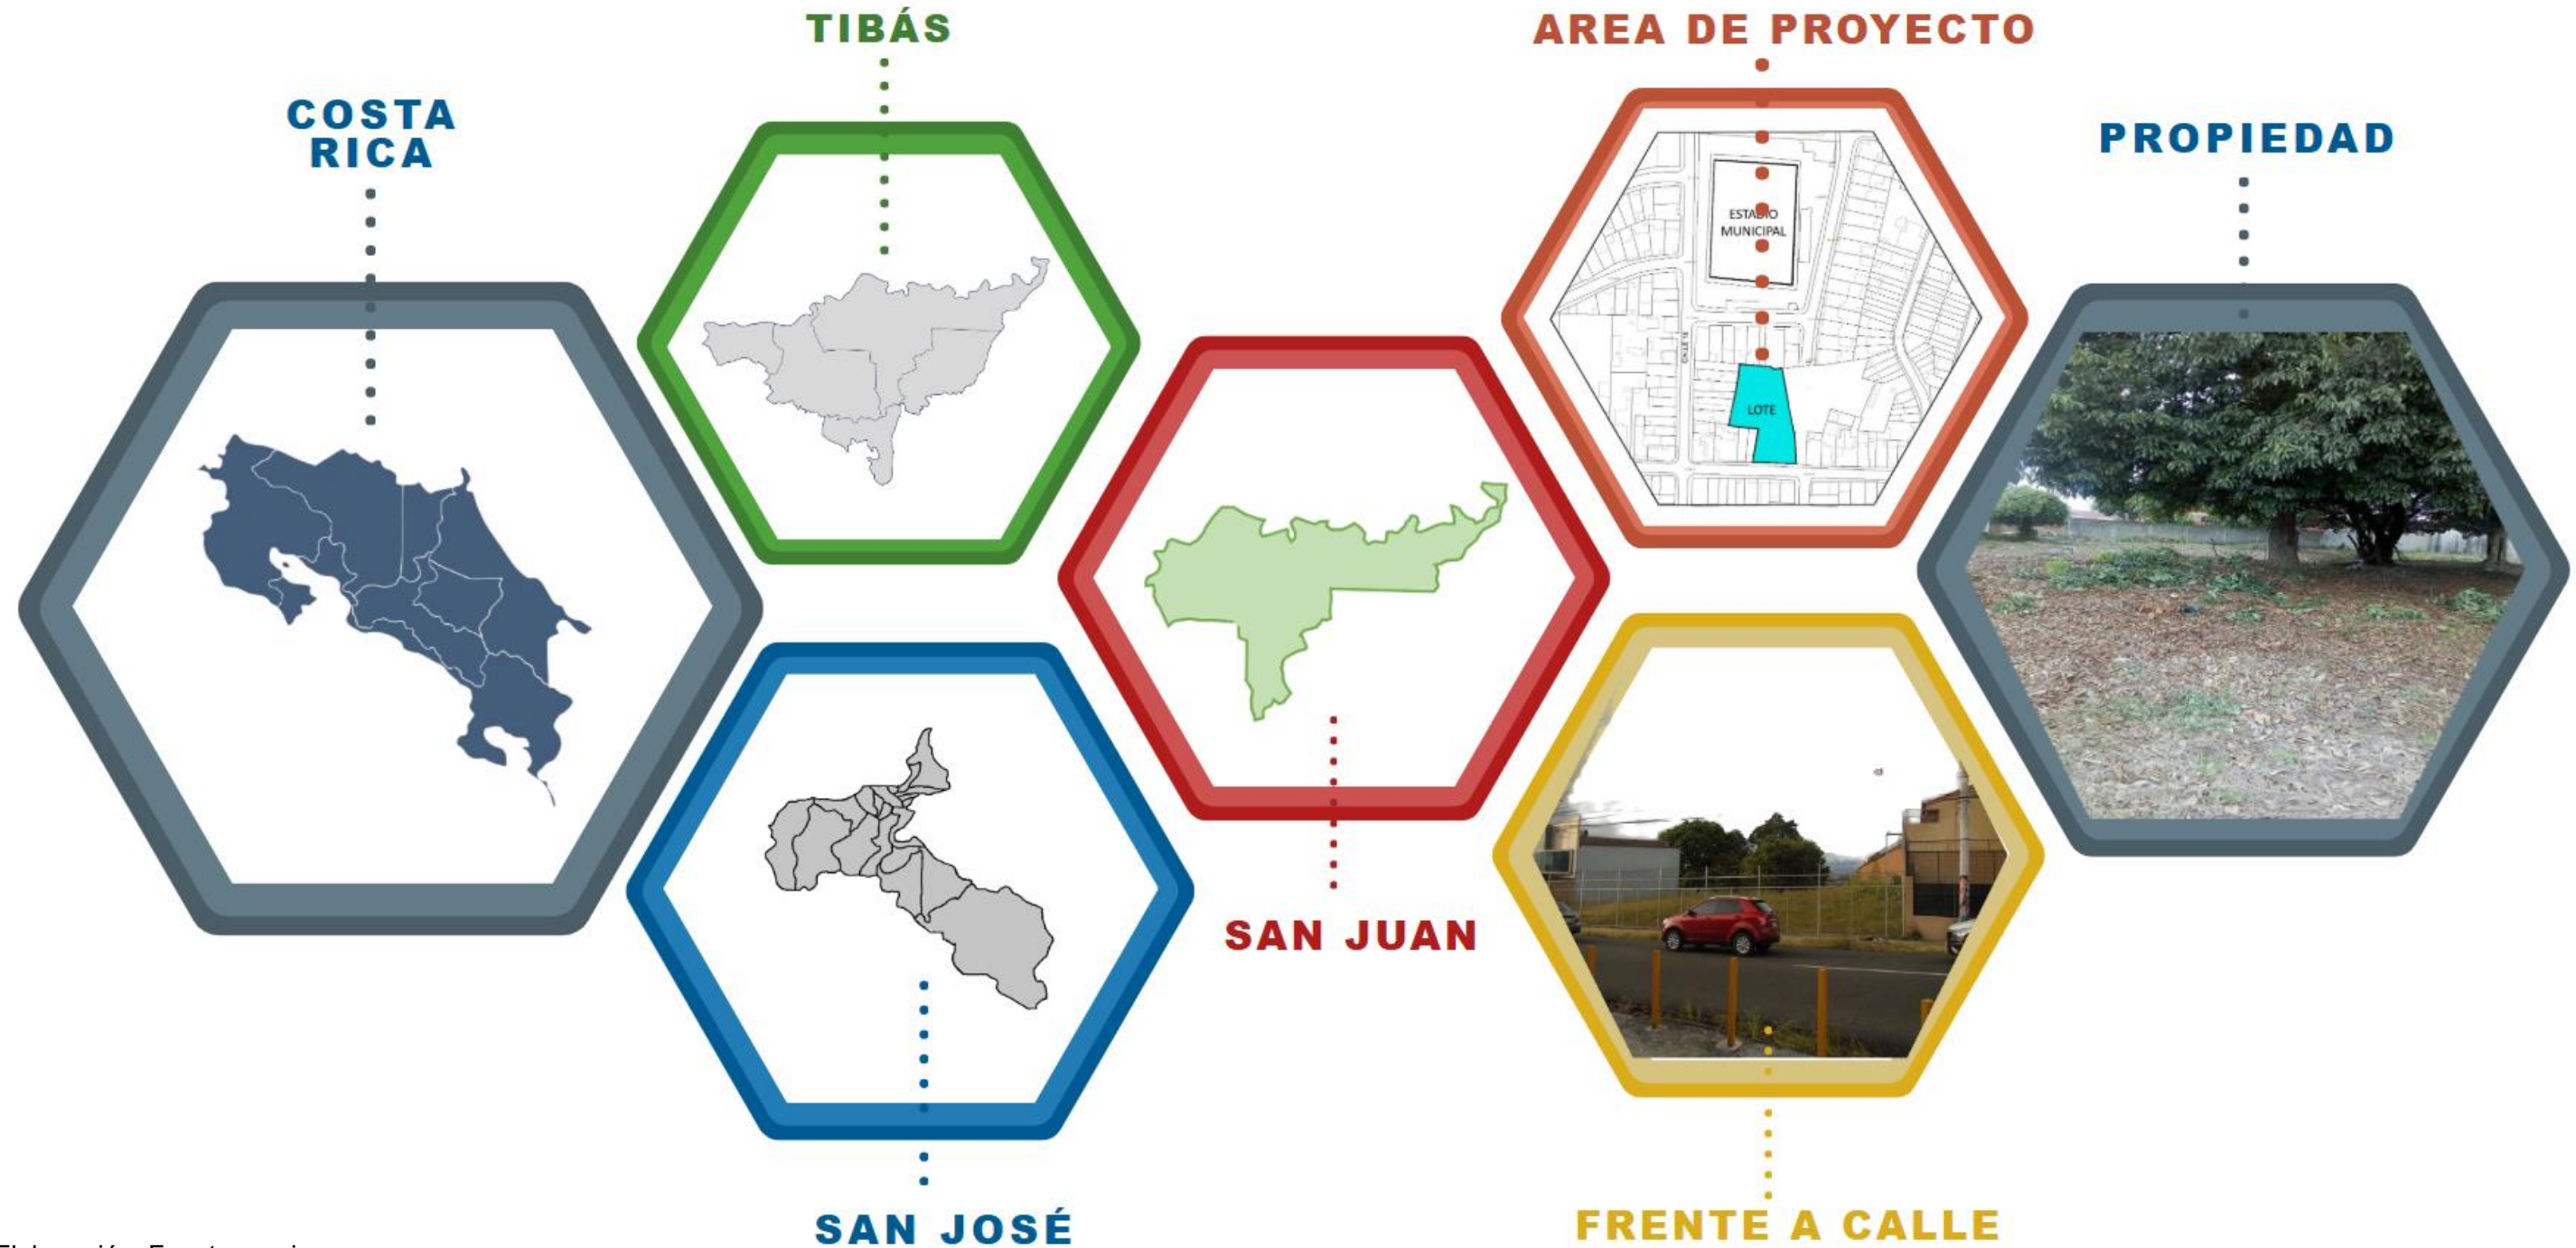 TIBÁS
AREA DE PROYECTO
COSTA
RICA
PROPIEDAD
ESTADIO
MUNICIPAL
LOTE
SAN JUAN
SAN JOSÉ
FRENTE A CALLE